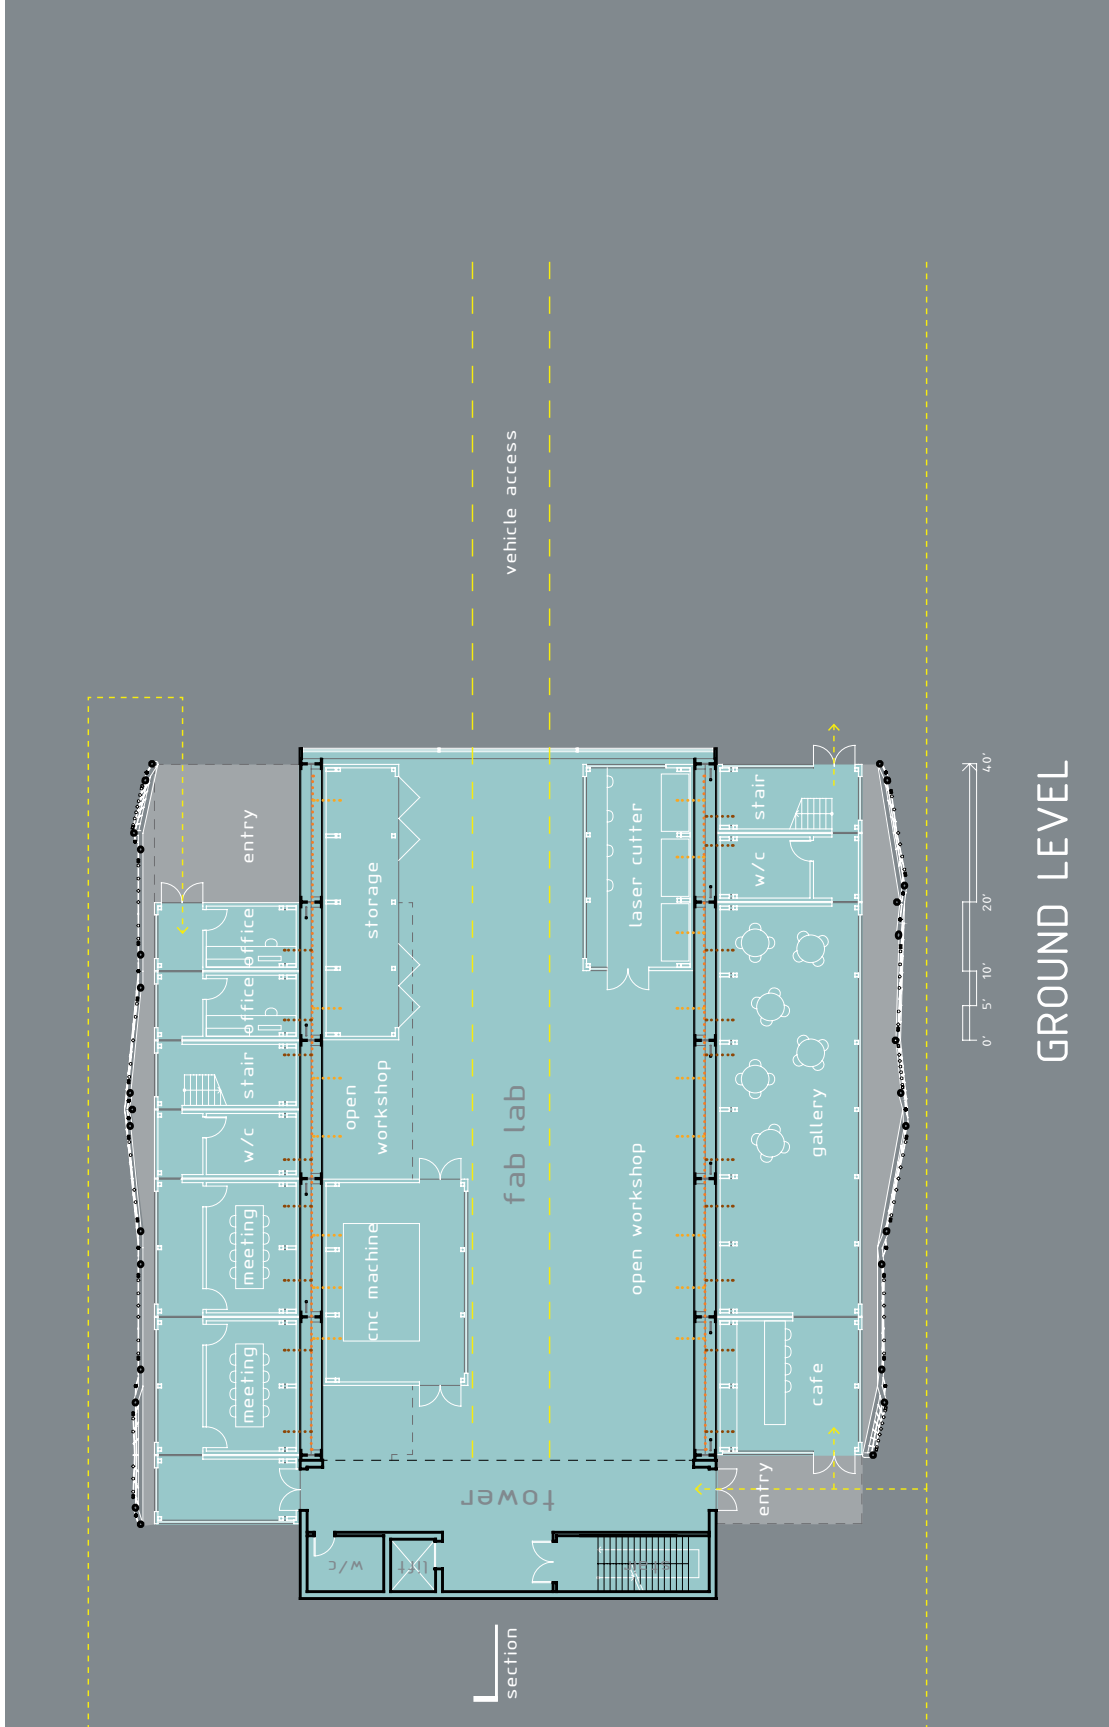 vehicle access
entry
storage
laser cutter
stair
w/c
office
office
stair
w/c
open
workshop
fab lab
open workshop
gallery
meeting
meeting
cnc machine
cafe
entry
tower
w/c
lift
stair
section
0'
5'
10'
20'
40'
GROUND LEVEL